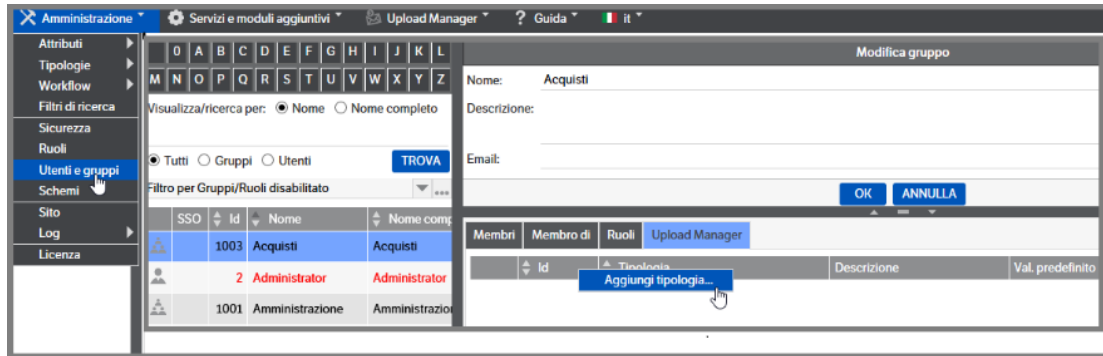 Amministrazione Servizi e moduli aggiuntivi Upload Manager ? Guida it
Attributi
Tipologie
Workflow
Filtri di ricerca
Sicurezza
Ruoli
Utenti e gruppi
Schemi
Sito
Log
Licenza
0 A B C D E F G H I J K L
M N O P Q R S T U V W X Y Z
Visualizza/ricerca per: Nome Nome completo
Tutti Gruppi Utenti TROVA
Filtro per Gruppi/Ruoli disabilitato ...
SSO Id Nome Nome comp
1003 Acquisti Acquisti
2 Administrator Administrator
1001 Amministrazione Amministrazion
Modifica gruppo
Nome: Acquisti
Descrizione:
Email:
OK ANNULLA
Membri Membro di Ruoli Upload Manager
Id Tipologia Descrizione Val. predefinito
Aggiungi tipologia...